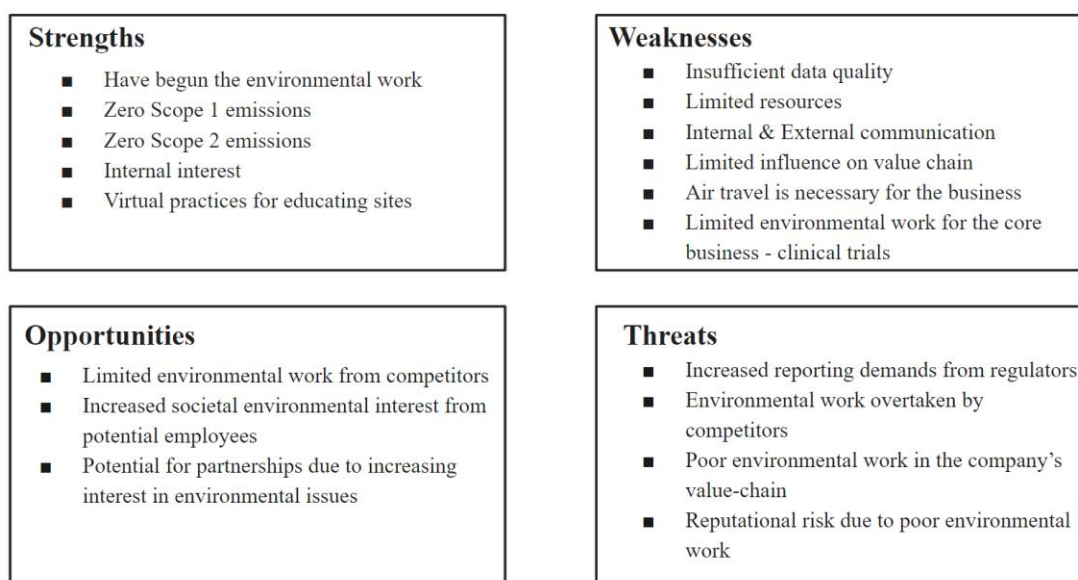 Strengths
■ Have begun the environmental work
■ Zero Scope 1 emissions
■ Zero Scope 2 emissions
■ Internal interest
■ Virtual practices for educating sites
Weaknesses
■ Insufficient data quality
■ Limited resources
■ Internal & External communication
■ Limited influence on value chain
■ Air travel is necessary for the business
■ Limited environmental work for the core
business - clinical trials
Opportunities
■ Limited environmental work from competitors
■ Increased societal environmental interest from
potential employees
■ Potential for partnerships due to increasing
interest in environmental issues
Threats
■ Increased reporting demands from regulators
■ Environmental work overtaken by
competitors
■ Poor environmental work in the company's
value-chain
■ Reputational risk due to poor environmental
work